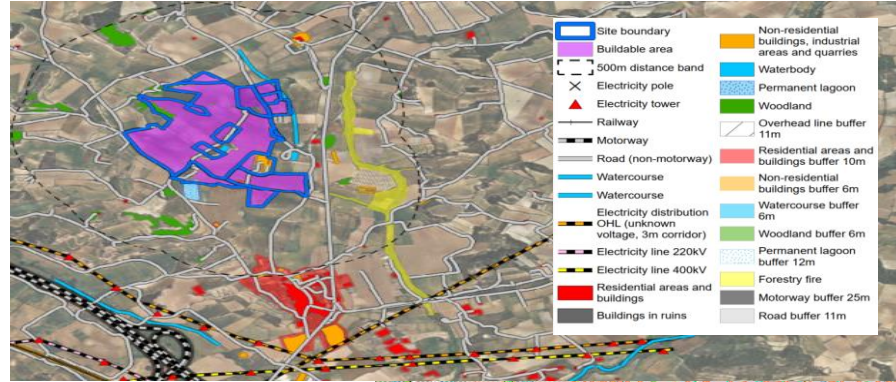 Site boundary
Buildable area
500m distance band
Electricity pole
Electricity tower
Railway
Motorway
Road (non-motorway)
Watercourse
Watercourse
Electricity distribution
OHL (unknown
voltage, 3m corridor)
Electricity line 220kV
Electricity line 400kV
Residential areas and
buildings
Buildings in ruins
Non-residential
buildings, industrial
areas and quarries
Waterbody
Permanent lagoon
Woodland
Overhead line buffer
11m
Residential areas and
buildings buffer 10m
Non-residential
buildings buffer 6m
Watercourse buffer
6m
Woodland buffer 6m
Permanent lagoon
buffer 12m
Forestry fire
Motorway buffer 25m
Road buffer 11m